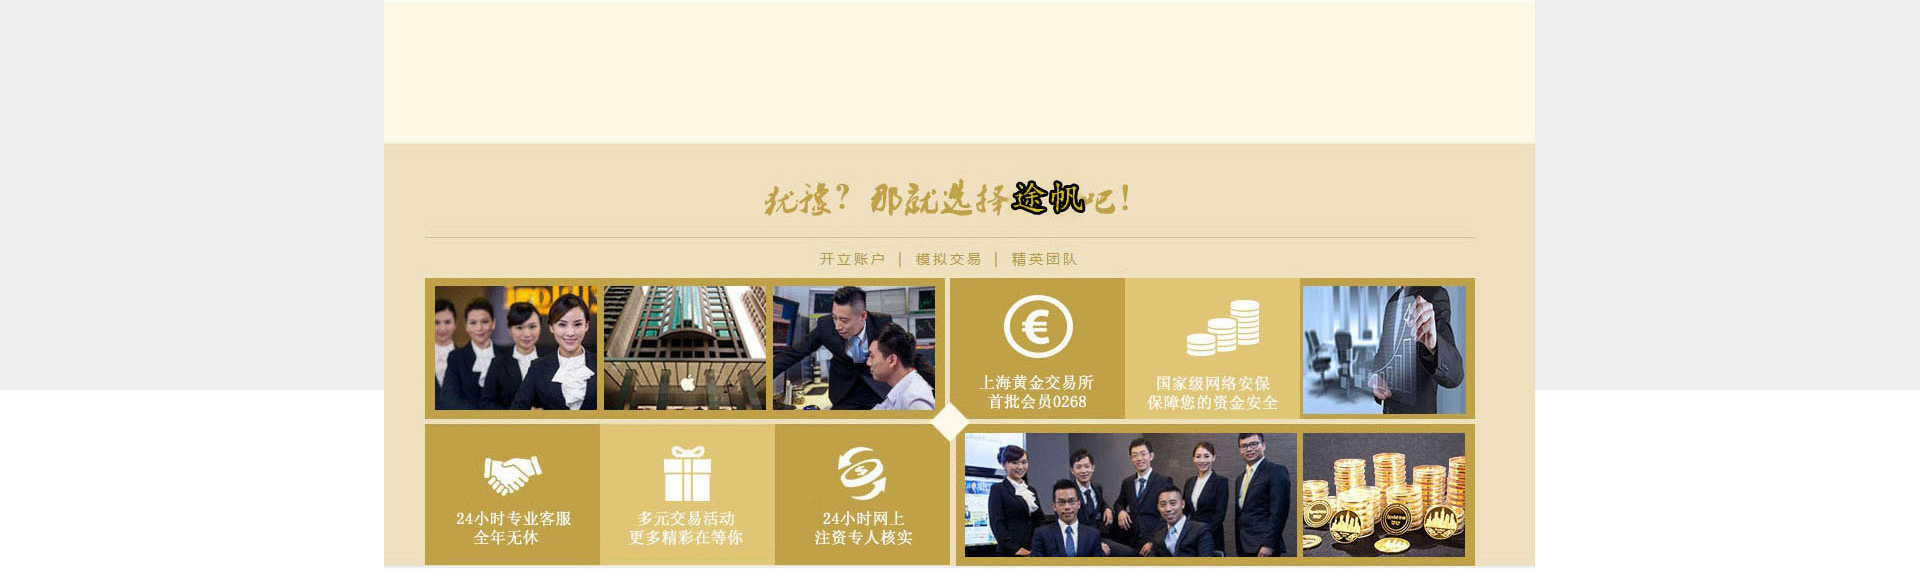 犹豫?那就选择途帆吧!
开立账户 | 模拟交易 | 精英团队
上海黄金交易所
首批会员0268
国家级网络安保
保障您的资金安全
24小时专业客服
全年无休
多元交易活动
更多精彩在等你
24小时网上
注资专人核实